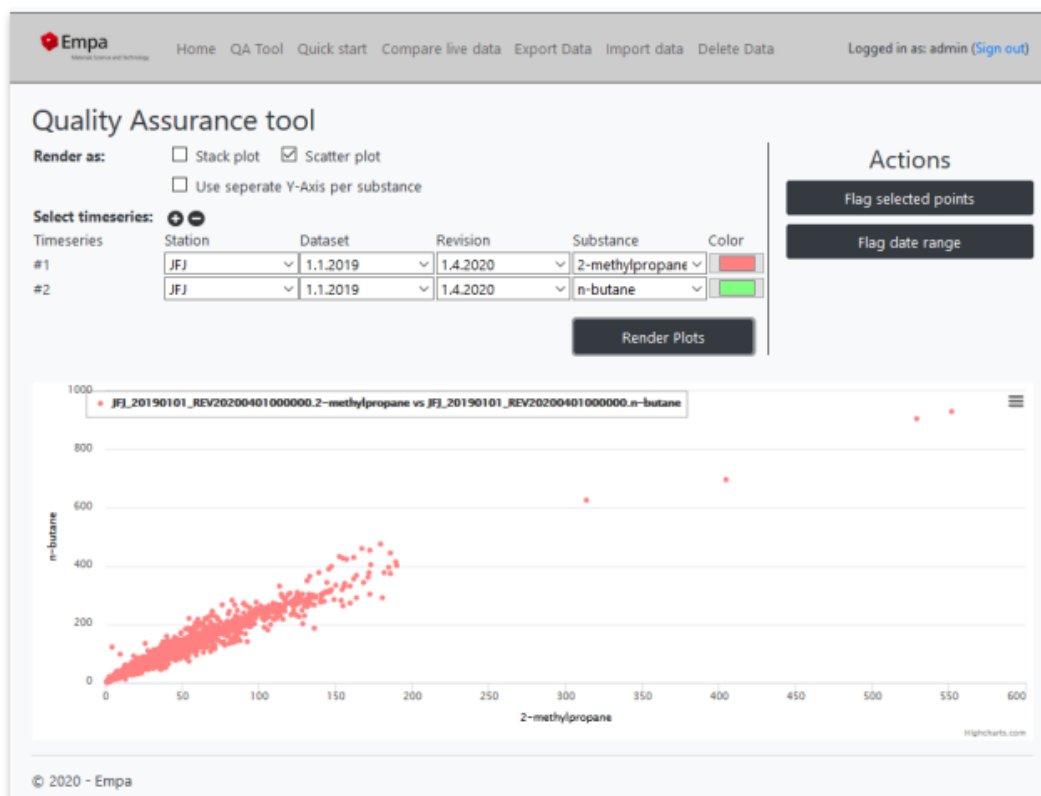 Empa
Materials Science and Technology
Home QA Tool Quick start Compare live data Export Data Import data Delete Data
Logged in as: admin (Sign out)
Quality Assurance tool
Render as: Stack plot Scatter plot
Use seperate Y-Axis per substance
Select timeseries:
Timeseries Station Dataset Revision Substance Color
#1 JFJ 1.1.2019 1.4.2020 2-methylpropane
#2 JFJ 1.1.2019 1.4.2020 n-butane
Render Plots
Actions
Flag selected points
Flag date range
JFJ_20190101_REV20200401000000.2-methylpropane vs JFJ_20190101_REV20200401000000.n-butane
1000
800
600
400
200
0
n-butane
0 50 100 150 200 250 300 350 400 450 500 550 600
2-methylpropane
Highcharts.com
© 2020 - Empa